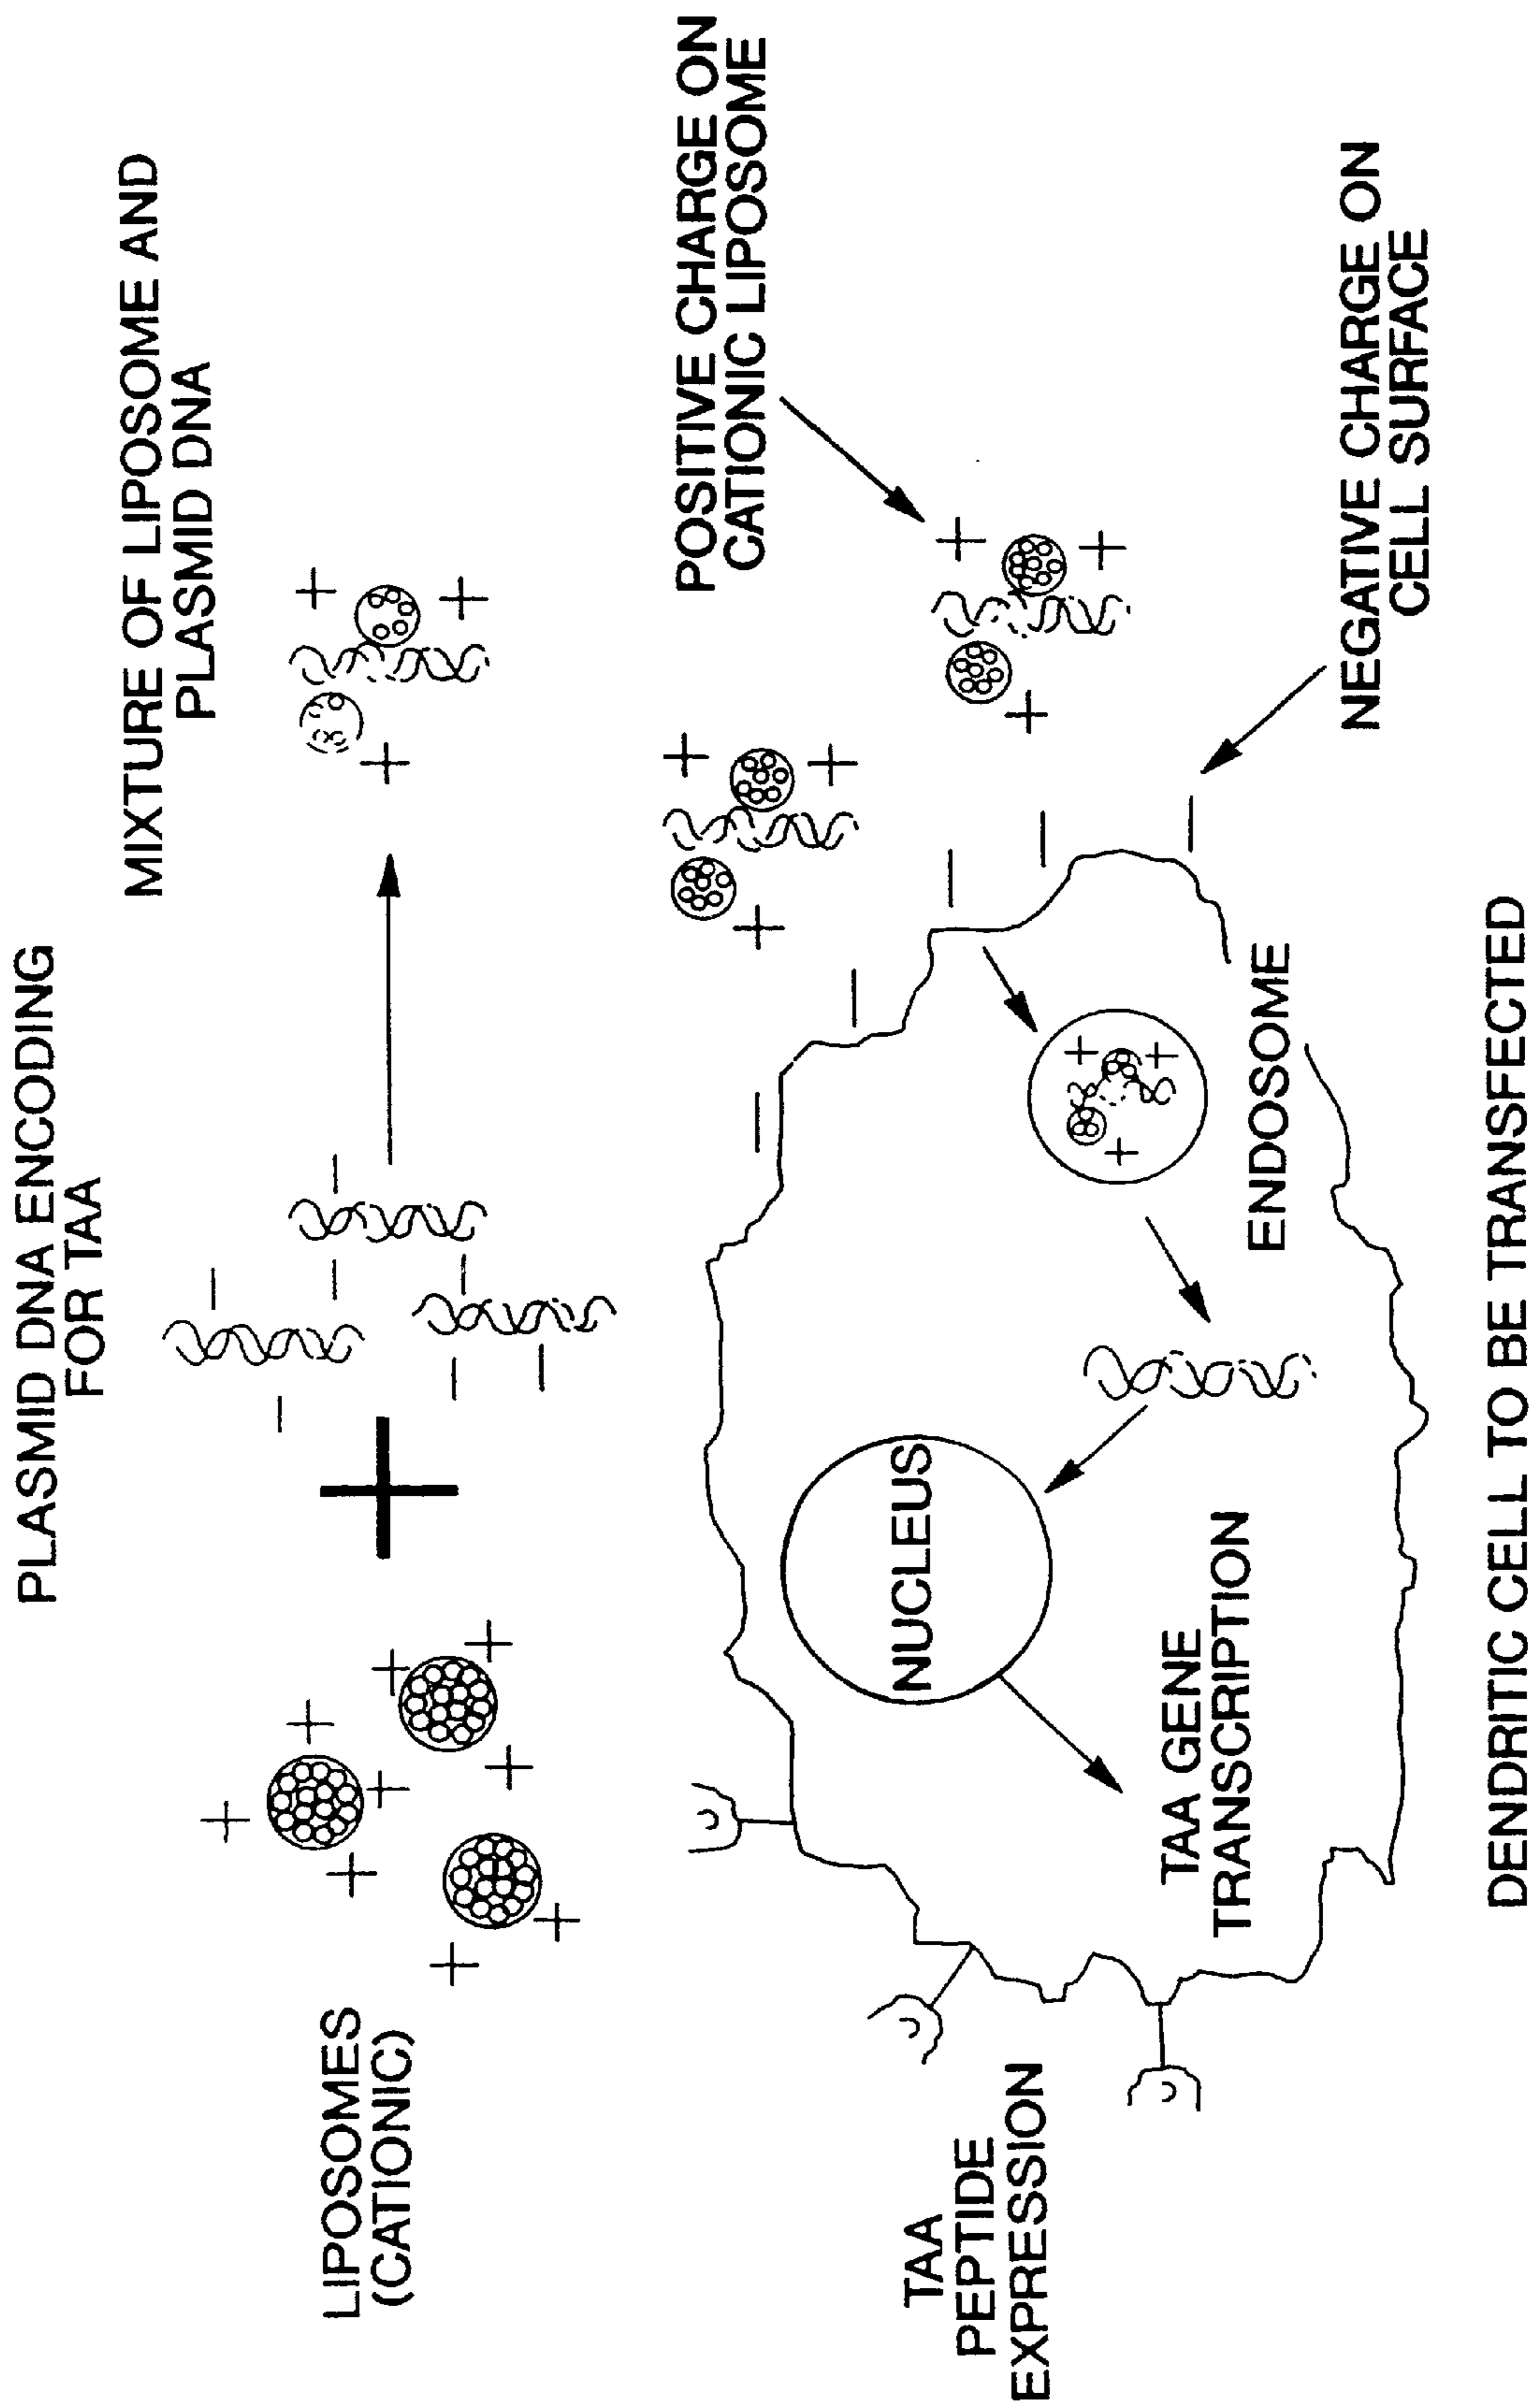 PLASMID DNA ENCODING
FOR TAA
MIXTURE OF LIPOSOME AND
PLASMID DNA
LIPOSOMES
(CATIONIC)
POSITIVE CHARGE ON
CATIONIC LIPOSOME
NUCLEUS
TAA
PEPTIDE
EXPRESSION
TAA GENE
TRANSCRIPTION
ENDOSOME
NEGATIVE CHARGE ON
CELL SURFACE
DENDRITIC CELL TO BE TRANSFECTED